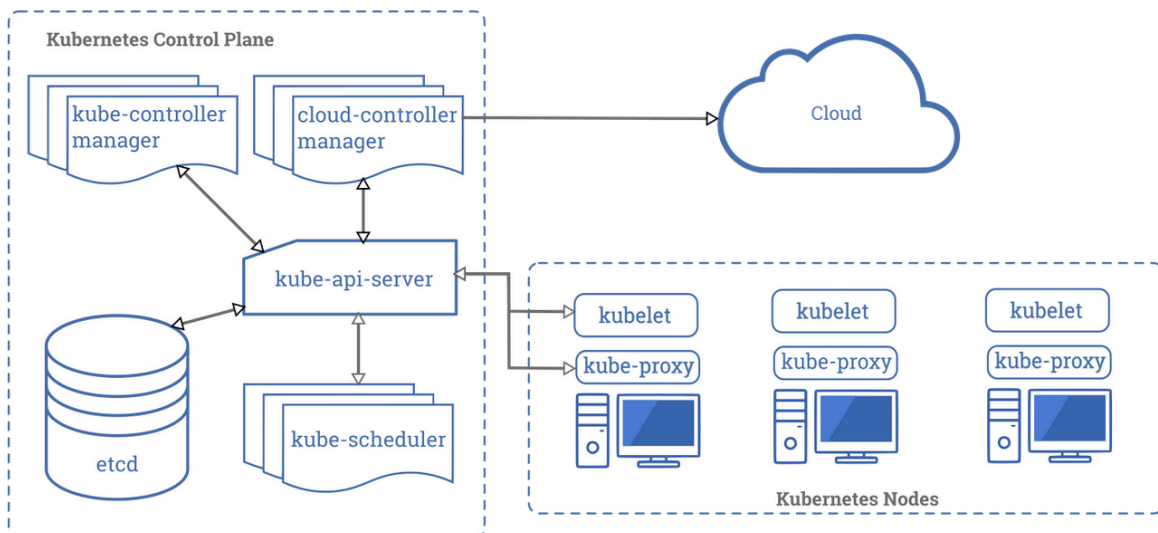 Kubernetes Control Plane
kube-controller
manager
cloud-controller
manager
Cloud
kube-api-server
etcd
kube-scheduler
kubelet
kube-proxy
kubelet
kube-proxy
kubelet
kube-proxy
Kubernetes Nodes